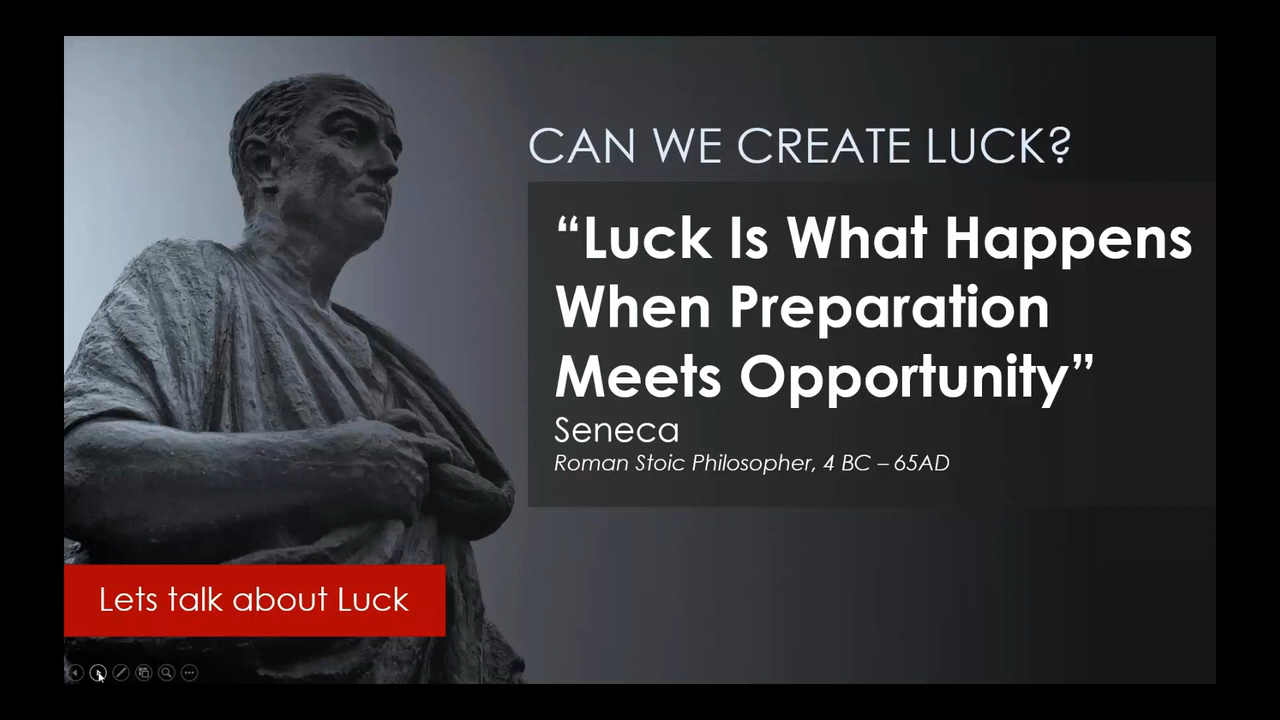 CAN WE CREATE LUCK?
“Luck Is What Happens
When Preparation
Meets Opportunity”
Seneca
Roman Stoic Philosopher, 4 BC – 65AD
Lets talk about Luck